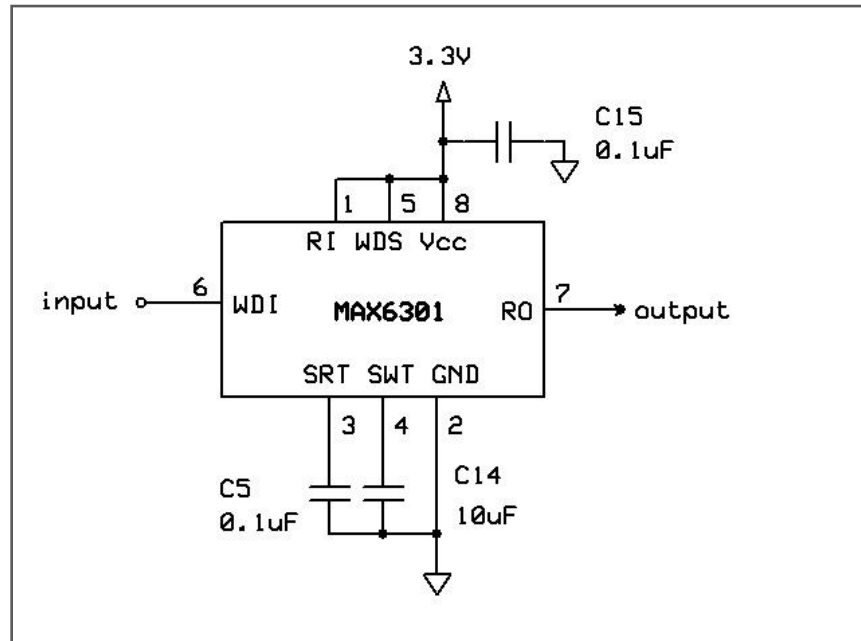 3.3V
C15
0.1uF
1 5 8
RI WDS Vcc
input
6
WDI
MAX6301
RO
7
output
SRT SWT GND
3 4 2
C5
0.1uF
C14
10uF